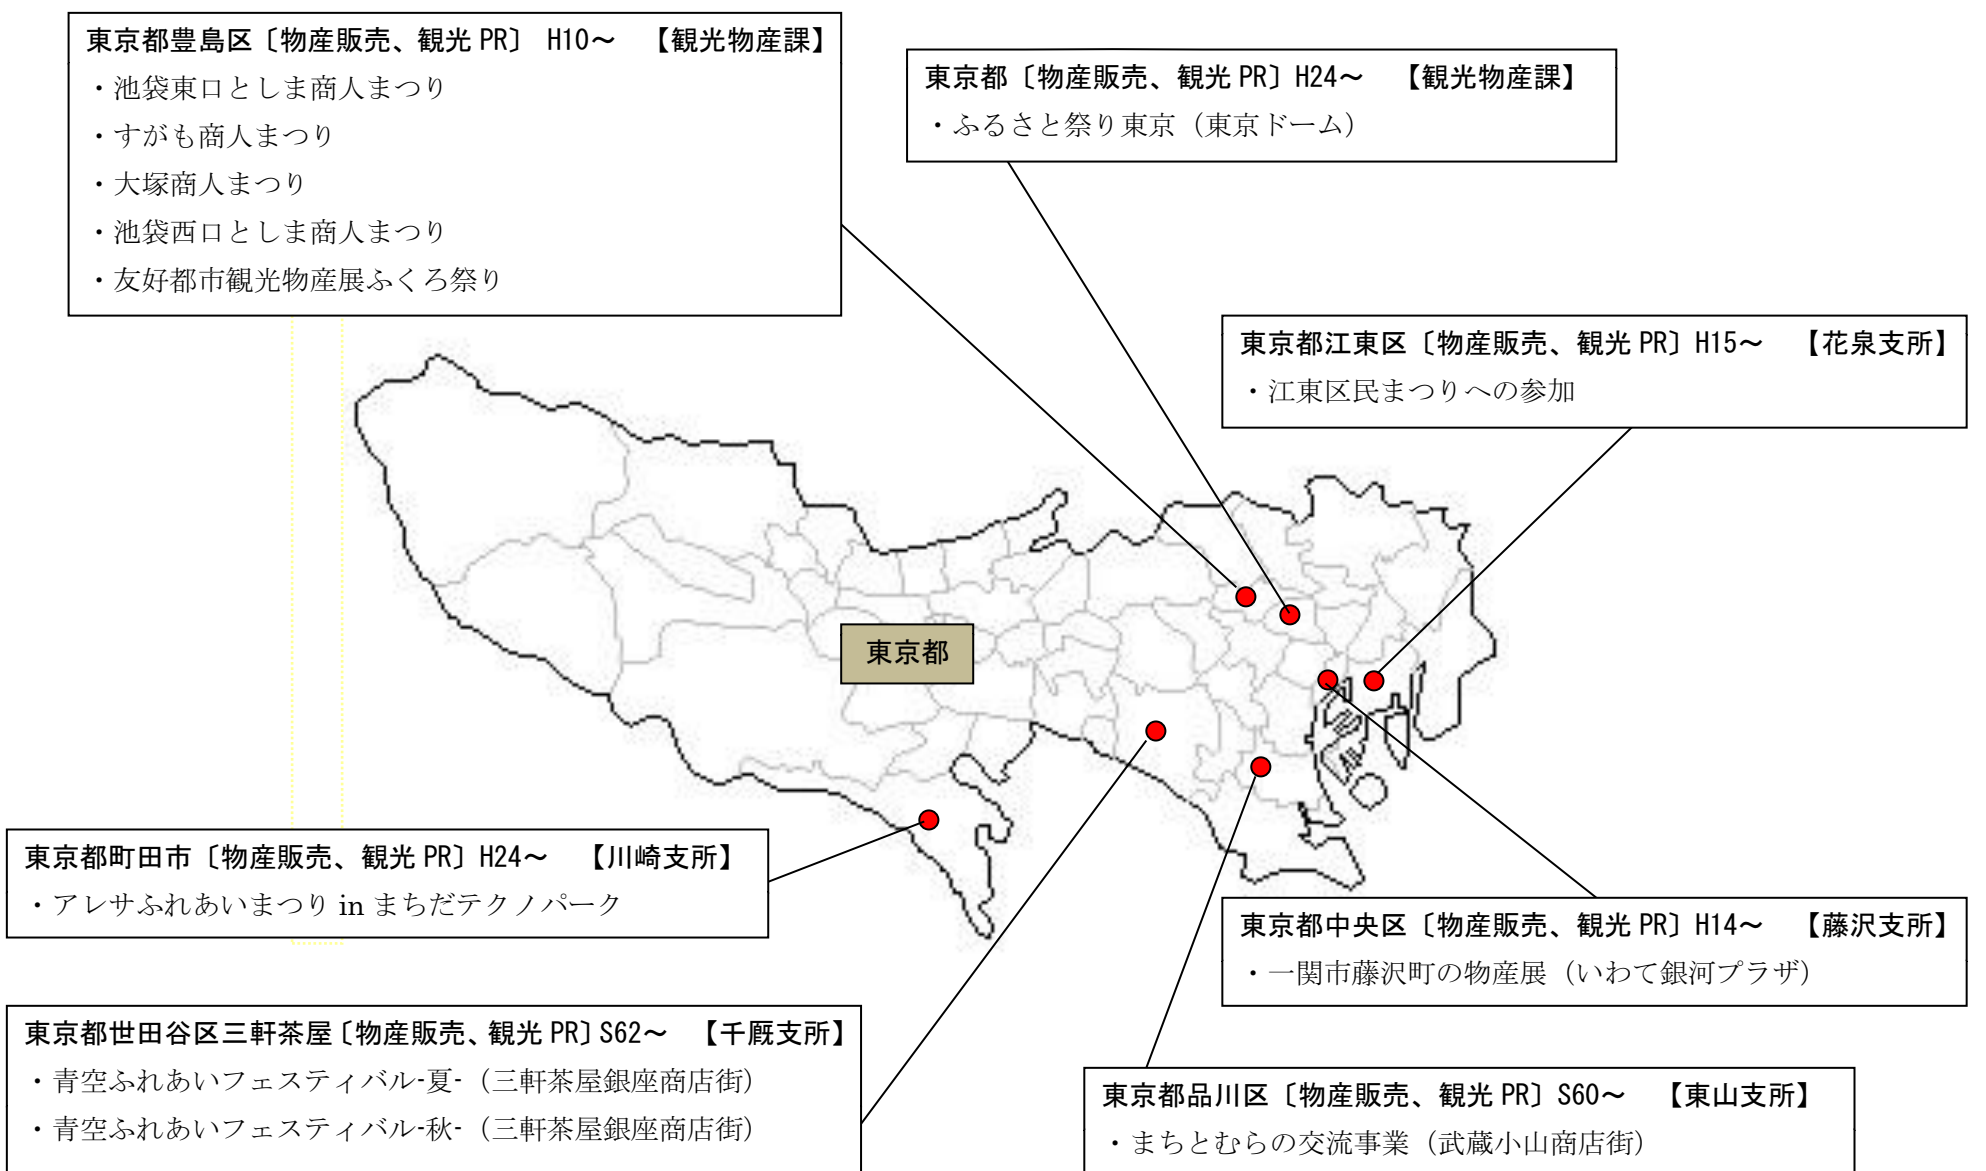 東京都豊島区〔物産販売、観光 PR〕 H10～ 【観光物産課】
・池袋東口としま商人まつり
・すがも商人まつり
・大塚商人まつり
・池袋西口としま商人まつり
・友好都市観光物産展ふくろ祭り
東京都〔物産販売、観光 PR〕H24～ 【観光物産課】
・ふるさと祭り東京（東京ドーム）
東京都江東区〔物産販売、観光 PR〕H15～ 【花泉支所】
・江東区民まつりへの参加
東京都
東京都町田市〔物産販売、観光 PR〕H24～ 【川崎支所】
・アレサふれあいまつり in まちだテクノパーク
東京都中央区〔物産販売、観光 PR〕H14～ 【藤沢支所】
・一関市藤沢町の物産展（いわて銀河プラザ）
東京都世田谷区三軒茶屋〔物産販売、観光 PR〕S62～ 【千厩支所】
・青空ふれあいフェスティバル-夏-（三軒茶屋銀座商店街）
・青空ふれあいフェスティバル-秋-（三軒茶屋銀座商店街）
東京都品川区〔物産販売、観光 PR〕S60～ 【東山支所】
・まちとむらの交流事業（武蔵小山商店街）